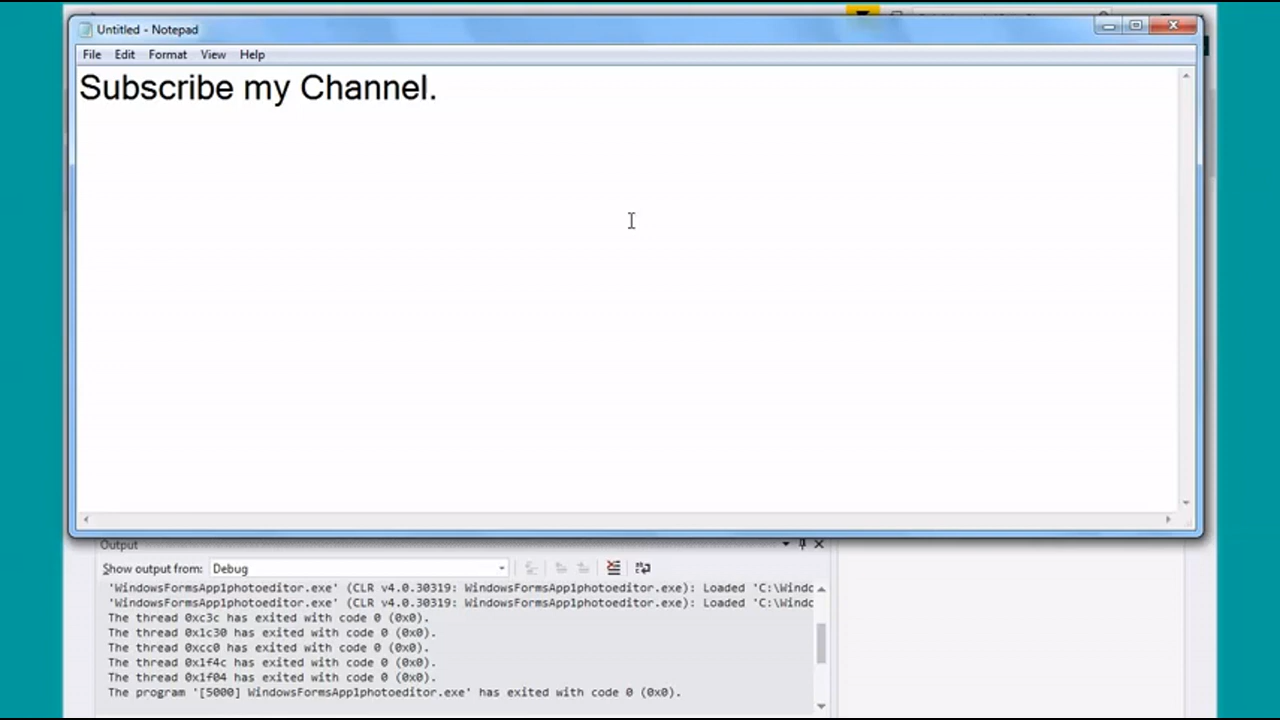 Untitled - Notepad
File Edit Format View Help
Subscribe my Channel.
Output
Show output from: Debug
'WindowsFormsApp1photoeditor.exe' (CLR v4.0.30319: WindowsFormsApp1photoeditor.exe): Loaded 'C:\Windc
'WindowsFormsApp1photoeditor.exe' (CLR v4.0.30319: WindowsFormsApp1photoeditor.exe): Loaded 'C:\Windc
The thread 0xc3c has exited with code 0 (0x0).
The thread 0x1c30 has exited with code 0 (0x0).
The thread 0xcc0 has exited with code 0 (0x0).
The thread 0x1f4c has exited with code 0 (0x0).
The thread 0x1f04 has exited with code 0 (0x0).
The program '[5000] WindowsFormsApp1photoeditor.exe' has exited with code 0 (0x0).